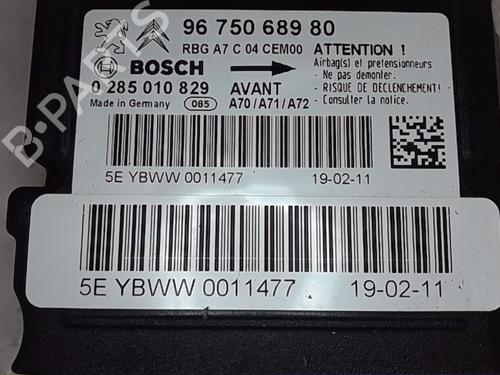 96 750 689 80
RBG A7 C 04 CEM00
ATTENTION !
BOSCH
Airbag(s) et pretensionneurs
- Ne pas demonter.
0 285 010 829
AVANT
- RISQUE DE DECLENCHEMENT!
Made in Germany
085
A70/A71/A72
- Consulter la notice.
5E YBWW 0011477
19-02-11
5E YBWW 0011477
19-02-11
B-PARTS